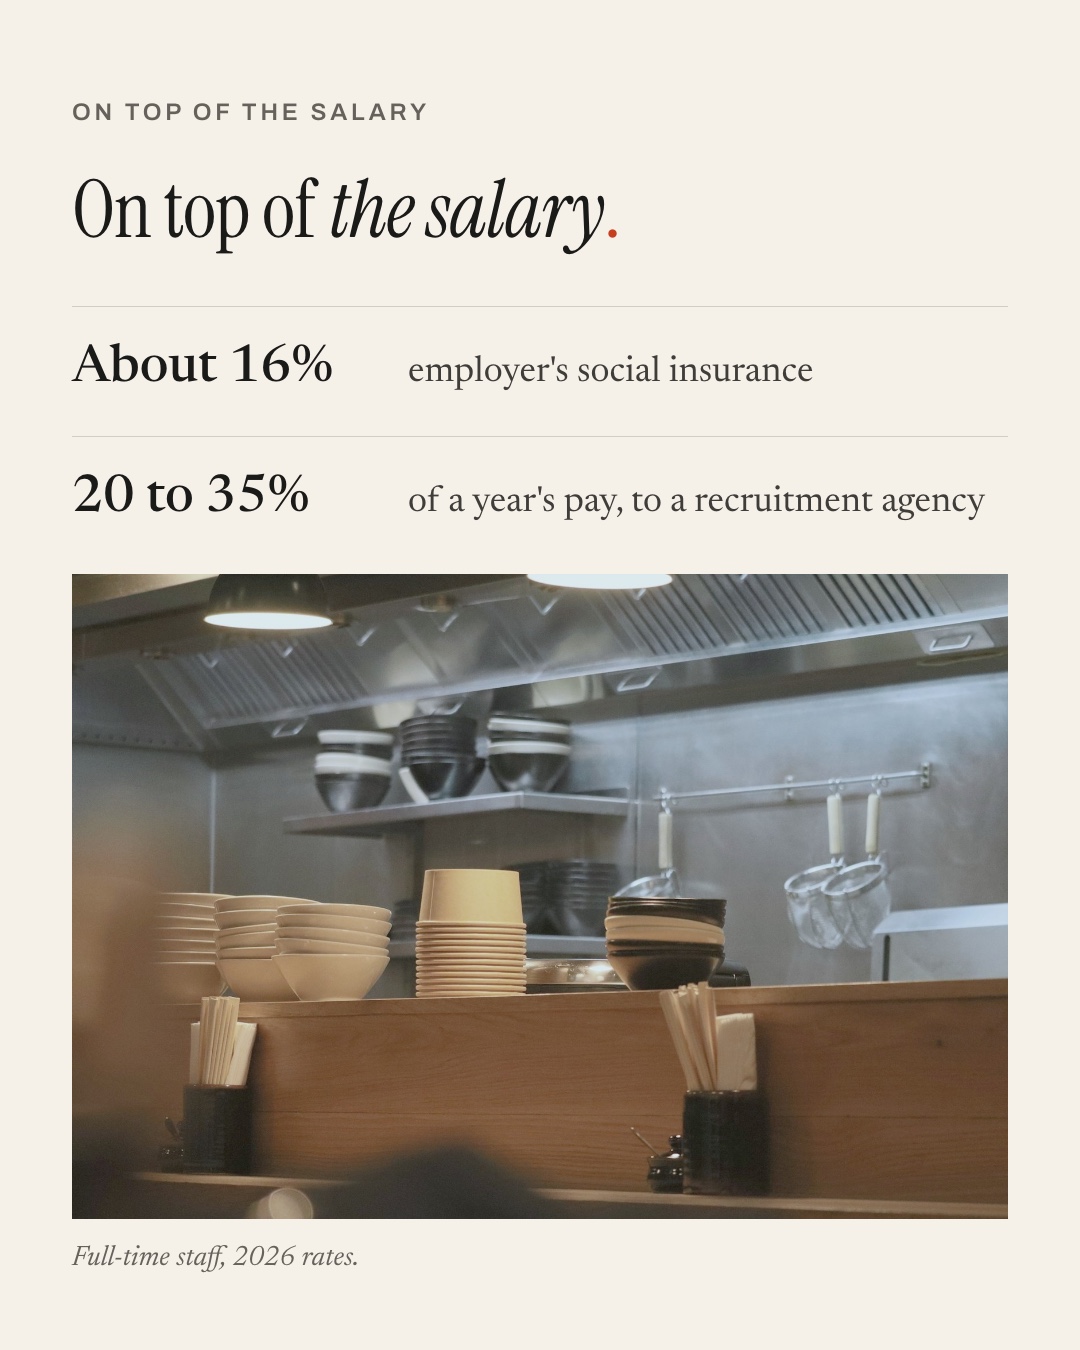 ON TOP OF THE SALARY
On top of the salary.
About 16% employer's social insurance
20 to 35% of a year's pay, to a recruitment agency
Full-time staff, 2026 rates.